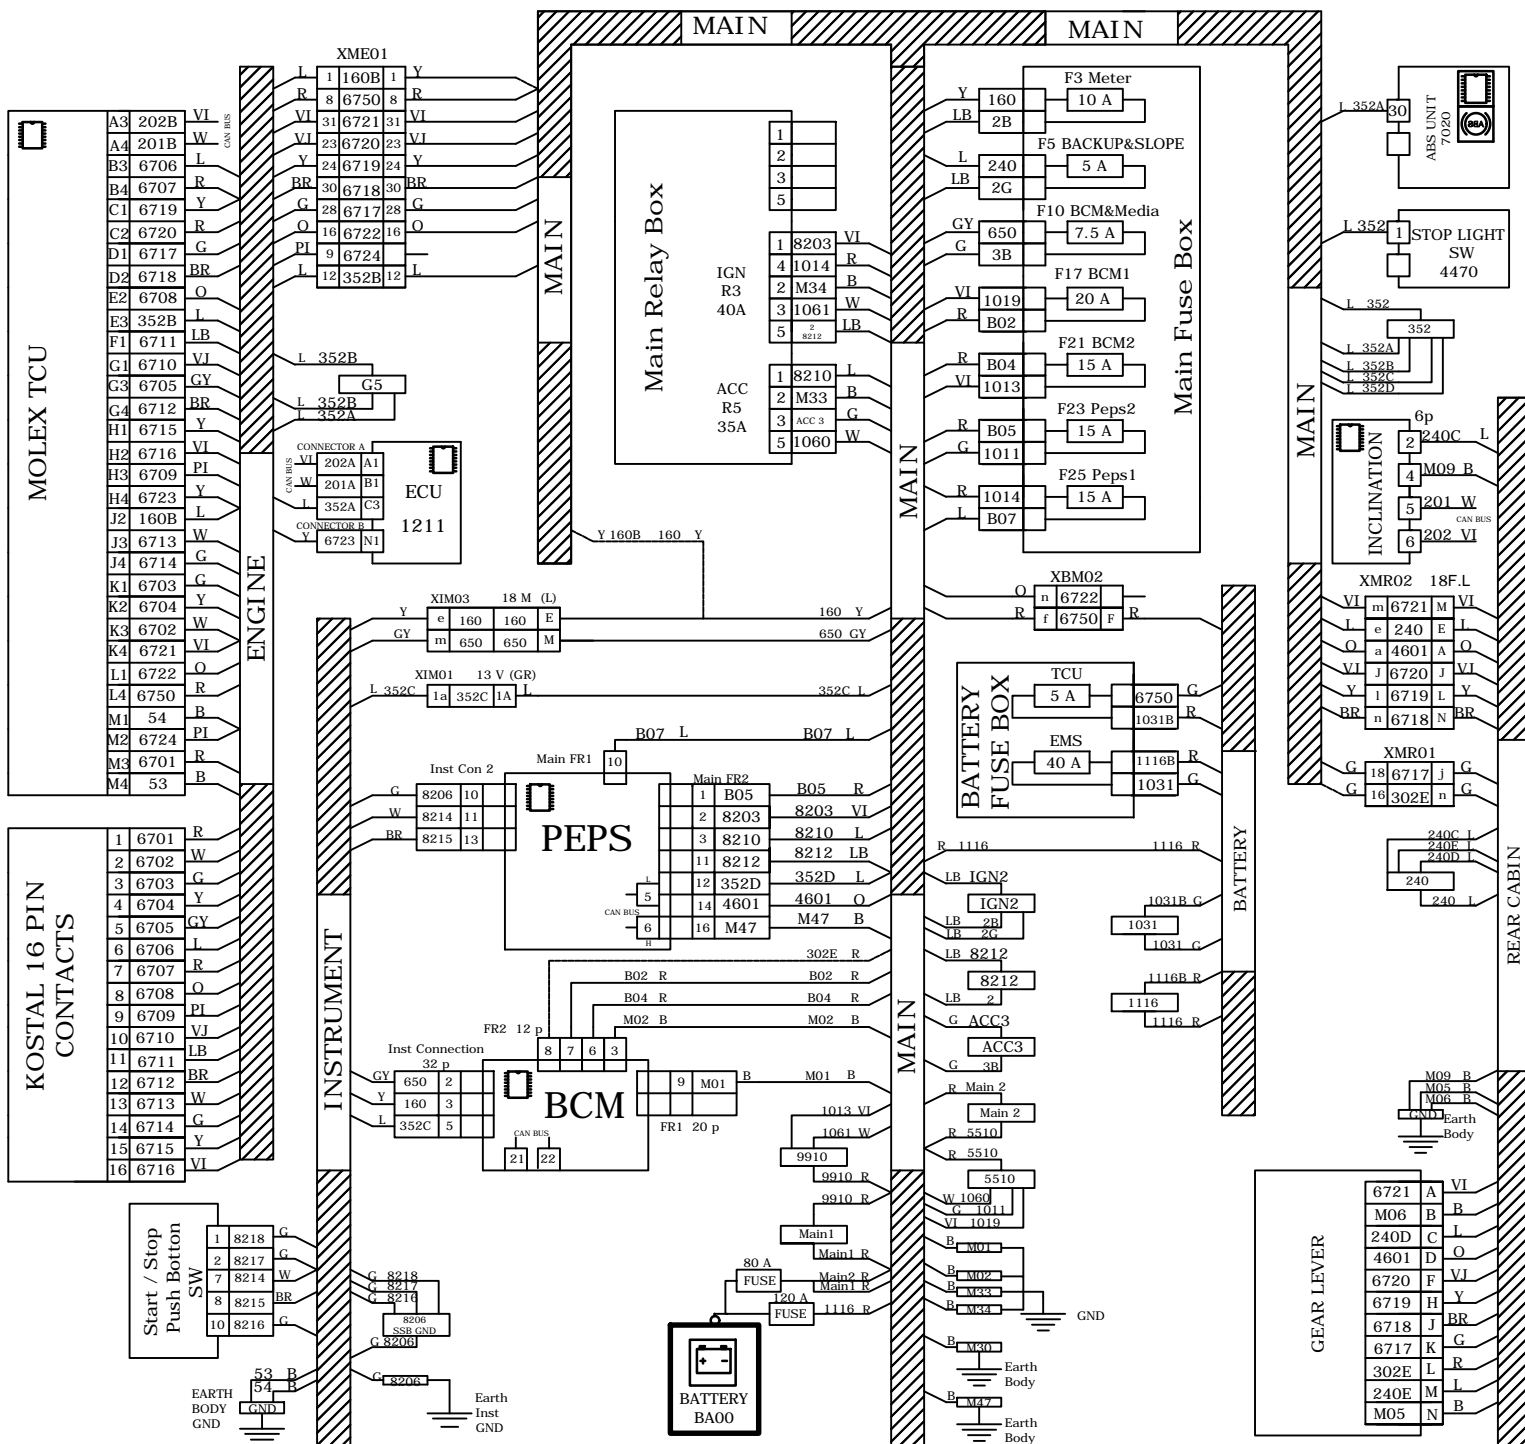 MAIN
MAIN
XME01
L 1 160B 1 Y
R 8 6750 8 R
VI 31 6721 31 VI
VJ 23 6720 23 VJ
Y 24 6719 24 Y
BR 30 6718 30 BR
G 28 6717 28 G
O 16 6722 16 O
PI 9 6724
L 12 352B 12 L
MOLEX TCU
A3 202B VI
A4 201B W
CAN BUS
B3 6706 L
B4 6707 R
C1 6719 Y
C2 6720 R
D1 6717 G
D2 6718 BR
E2 6708 O
E3 352B L
F1 6711 LB
G1 6710 VJ
G3 6705 GY
G4 6712 BR
H1 6715 Y
H2 6716 VI
H3 6709 PI
H4 6723 Y
J2 160B L
J3 6713 W
J4 6714 G
K1 6703 G
K2 6704 Y
K3 6702 W
K4 6721 VI
L1 6722 O
L4 6750 R
M1 54 B
M2 6724 PI
M3 6701 R
M4 53 B
ENGINE
L 352B
G5
L 352B
L 352A
CONNECTOR A
CAN BUS
VI 202A A1
W 201A B1
L 352A C3
CONNECTOR B
Y 6723 N1
ECU
1211
KOSTAL 16 PIN
CONTACTS
1 6701 R
2 6702 W
3 6703 G
4 6704 Y
5 6705 GY
6 6706 L
7 6707 R
8 6708 O
9 6709 PI
10 6710 VJ
11 6711 LB
12 6712 BR
13 6713 W
14 6714 G
15 6715 Y
16 6716 VI
Start / Stop
Push Botton
SW
1 8218 G
2 8217 G
7 8214 W
8 8215 BR
10 8216 G
53 B
54 B
GND
EARTH
BODY
GND
INSTRUMENT
G 8218
G 8217
G 8216
8206
SSB GND
G 8206
G 8206
Earth
Inst
GND
MAIN
Main Relay Box
1
2
3
5
IGN
R3
40A
1 8203 VI
4 1014 R
2 M34 B
3 1061 W
5 2 8212 LB
ACC
R5
35A
1 8210 L
2 M33 B
3 ACC 3 G
5 1060 W
Y 160B 160 Y
XIM03 18 M (L)
Y e 160 160 E 160 Y
GY m 650 650 M 650 GY
XIM01 13 V (GR)
L 352C 1a 352C 1A L 352C L
B07 L B07 L
Main FR1
10
Inst Con 2
G 8206 10
W 8214 11
BR 8215 13
PEPS
Main FR2
1 B05 B05 R
2 8203 8203 VI
3 8210 8210 L
11 8212 8212 LB
12 352D 352D L
14 4601 4601 O
16 M47 M47 B
L
5
CAN BUS
6
H
302E R
B02 R B02 R
B04 R B04 R
M02 B M02 B
FR2 12 p
8 7 6 3
Inst Connection
32 p
GY 650 2
Y 160 3
L 352C 5
BCM
9 M01 B M01 B
FR1 20 p
CAN BUS
21 22
1013 VI
1061 W
9910
9910 R
9910 R
Main1
Main1 R
80 A
FUSE
Main2 R
Main1 R
120 A
FUSE
1116 R
BATTERY
BA00
MAIN
Main Fuse Box
F3 Meter
Y 160 10 A
LB 2B
F5 BACKUP&SLOPE
L 240 5 A
LB 2G
F10 BCM&Media
GY 650 7.5 A
G 3B
F17 BCM1
VI 1019 20 A
R B02
F21 BCM2
R B04 15 A
VI 1013
F23 Peps2
R B05 15 A
G 1011
F25 Peps1
R 1014 15 A
L B07
XBM02
O n 6722
R f 6750 F R
BATTERY
FUSE BOX
TCU
5 A
6750 G
1031B R
EMS
40 A
1116B R
1031 G
BATTERY
R 1116 1116 R
LB IGN2
IGN2
LB 2B
LB 2G
LB 8212
8212
LB 2
G ACC3
ACC3
G 3B
MAIN
R Main 2
Main 2
R 5510
R 5510
5510
W 1060
G 1011
VI 1019
1031B G
1031
1031 G
1116B R
1116
1116 R
B M01
B M02
B M33
B M34
GND
B M30
Earth
Body
B M47
Earth
Body
MAIN
L 352A 30
ABS UNIT
7020
ABS
L 352 1
STOP LIGHT
SW
4470
L 352
352
L 352A
L 352B
L 352C
L 352D
INCLINATION
6p
2 240C L
4 M09 B
5 201 W
CAN BUS
6 202 VI
XMR02 18F.L
VI m 6721 M VI
L e 240 E L
O a 4601 A O
VJ J 6720 J VJ
Y l 6719 L Y
BR n 6718 N BR
XMR01
G 18 6717 j G
G 16 302E n G
240C L
240E L
240D L
240
240 L
REAR CABIN
M09 B
M05 B
M06 B
GND
Earth
Body
GEAR LEVER
6721 A VI
M06 B B
240D C L
4601 D O
6720 F VJ
6719 H Y
6718 J BR
6717 K G
302E L R
240E M L
M05 N B